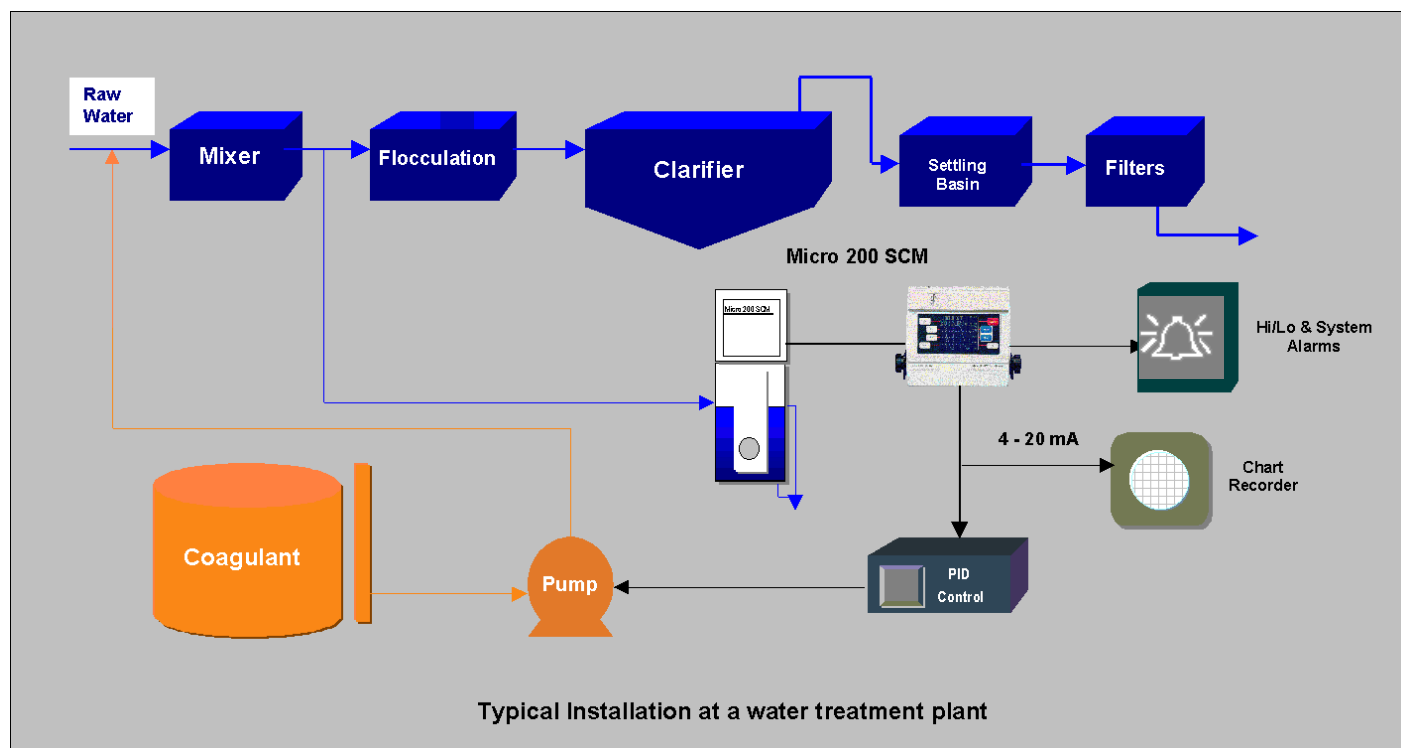 Raw
Water
Mixer
Flocculation
Clarifier
Settling
Basin
Filters
Micro 200 SCM
Micro 200 SCM
Hi/Lo & System
Alarms
4 - 20 mA
Chart
Recorder
Coagulant
Pump
PID
Control
Typical Installation at a water treatment plant